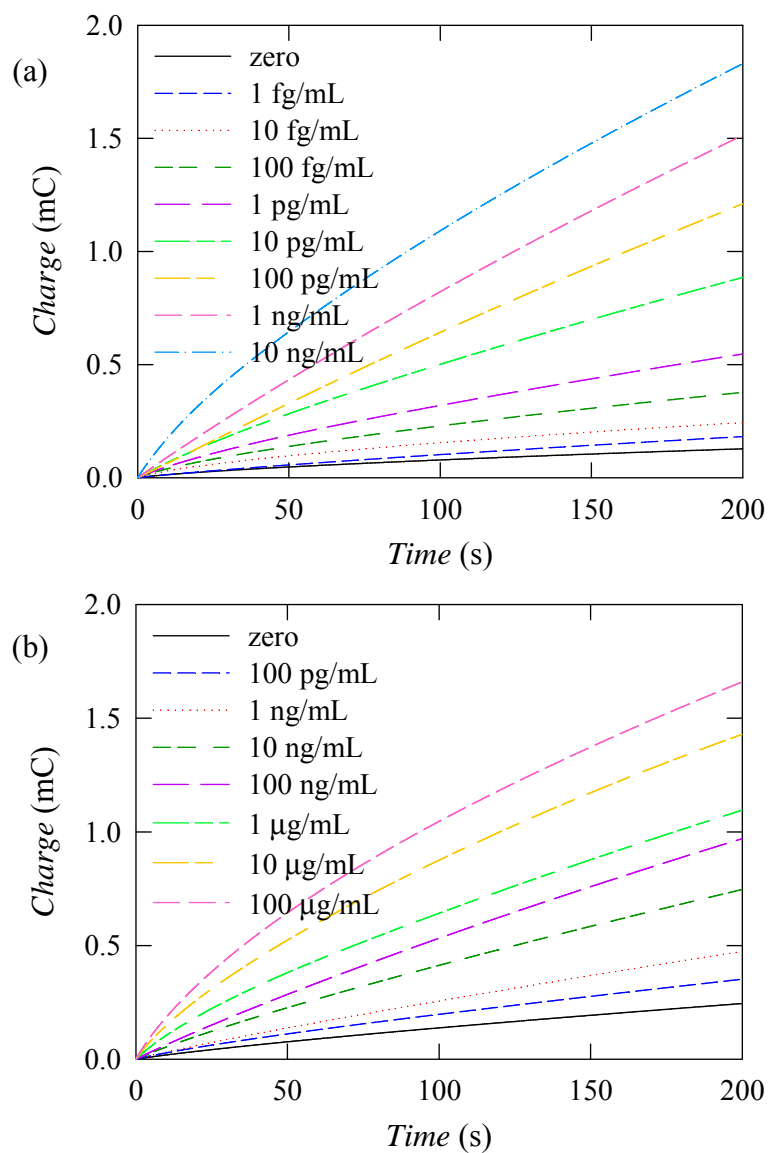 (a)
Charge (mC)
2.0
1.5
1.0
0.5
0.0
zero
1 fg/mL
10 fg/mL
100 fg/mL
1 pg/mL
10 pg/mL
100 pg/mL
1 ng/mL
10 ng/mL
0 50 100 150 200
Time (s)
(b)
Charge (mC)
2.0
1.5
1.0
0.5
0.0
zero
100 pg/mL
1 ng/mL
10 ng/mL
100 ng/mL
1 μg/mL
10 μg/mL
100 μg/mL
0 50 100 150 200
Time (s)